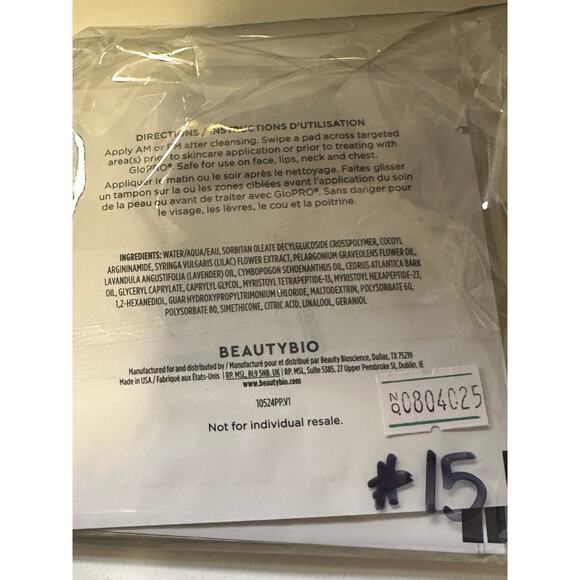 DIRECTIONS / INSTRUCTIONS D'UTILISATION
Apply AM or PM after cleansing. Swipe a pad across targeted
area(s) prior to skincare application or prior to treating with
GloPRO®. Safe for use on face, lips, neck and chest.
Appliquer le matin ou le soir après le nettoyage. Faites glisser
un tampon sur la ou les zones ciblées avant l'application du soin
de la peau ou avant de traiter avec GloPRO®. Sans danger pour
le visage, les lèvres, le cou et la poitrine.
INGREDIENTS: WATER/AQUA/EAU, SORBITAN OLEATE DECYLGLUCOSIDE CROSSPOLYMER, COCOYL
ARGININAMIDE, SYRINGA VULGARIS (LILAC) FLOWER EXTRACT, PELARGONIUM GRAVEOLENS FLOWER OIL,
LAVANDULA ANGUSTIFOLIA (LAVENDER) OIL, CYMBOPOGON SCHOENANTHUS OIL, CEDRUS ATLANTICA BARK
OIL, GLYCERYL CAPRYLATE, CAPRYLYL GLYCOL, MYRISTOYL TETRAPEPTIDE-13, MYRISTOYL HEXAPEPTIDE-23,
1,2-HEXANEDIOL, GUAR HYDROXYPROPYLTRIMONIUM CHLORIDE, MALTODEXTRIN, POLYSORBATE 60,
POLYSORBATE 80, SIMETHICONE, CITRIC ACID, LINALOOL, GERANIOL
BEAUTYBIO
Manufactured for and distributed by / Manufacturé pour et distribué par Beauty Bioscience, Dallas, TX 75219
Made in USA / Fabriqué aux États-Unis | RP. MSL, BL9 5NB. UK | RP. MSL, Suite 5385, 27 Upper Pembroke St, Dublin, IE
www.beautybio.com
10524PP.V1
Not for individual resale.
NO 0804025
#15